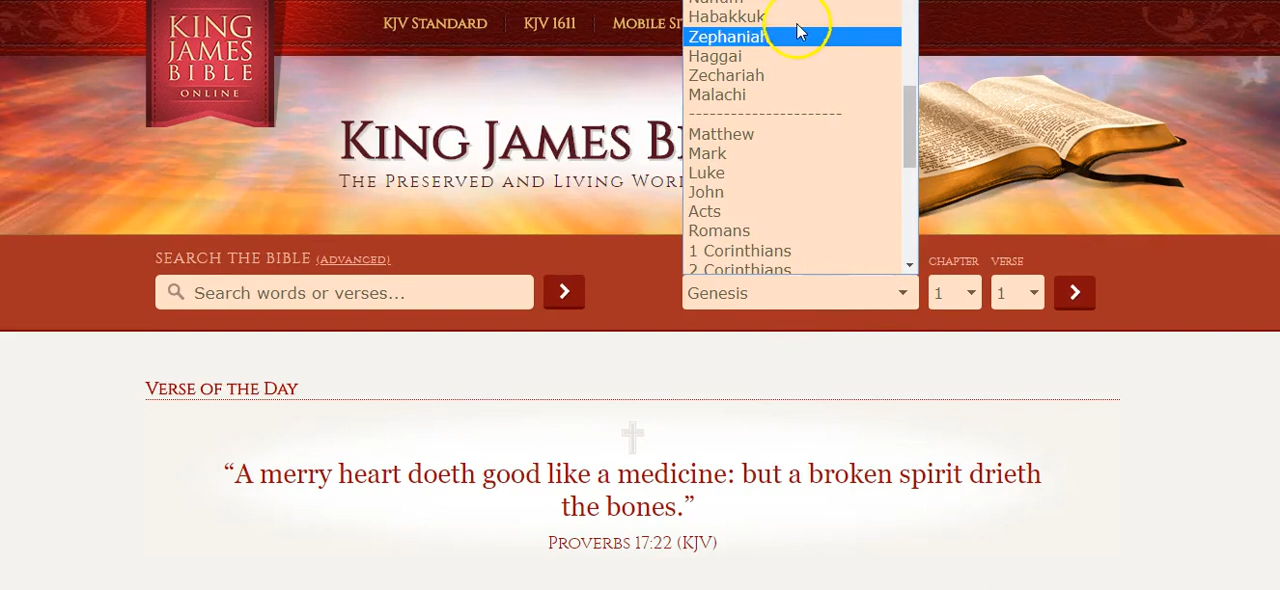 KING
JAMES
BIBLE
ONLINE
KJV STANDARD
KJV 1611
MOBILE
KING JAMES
THE PRESERVED AND LIVING
Habakkuk
Zephaniah
Haggai
Zechariah
Malachi
----------------------
Matthew
Mark
Luke
John
Acts
Romans
1 Corinthians
2 Corinthians
SEARCH THE BIBLE (ADVANCED)
Search words or verses...
Genesis
CHAPTER
1
VERSE
1
VERSE OF THE DAY
“A merry heart doeth good like a medicine: but a broken spirit drieth
the bones.”
PROVERBS 17:22 (KJV)